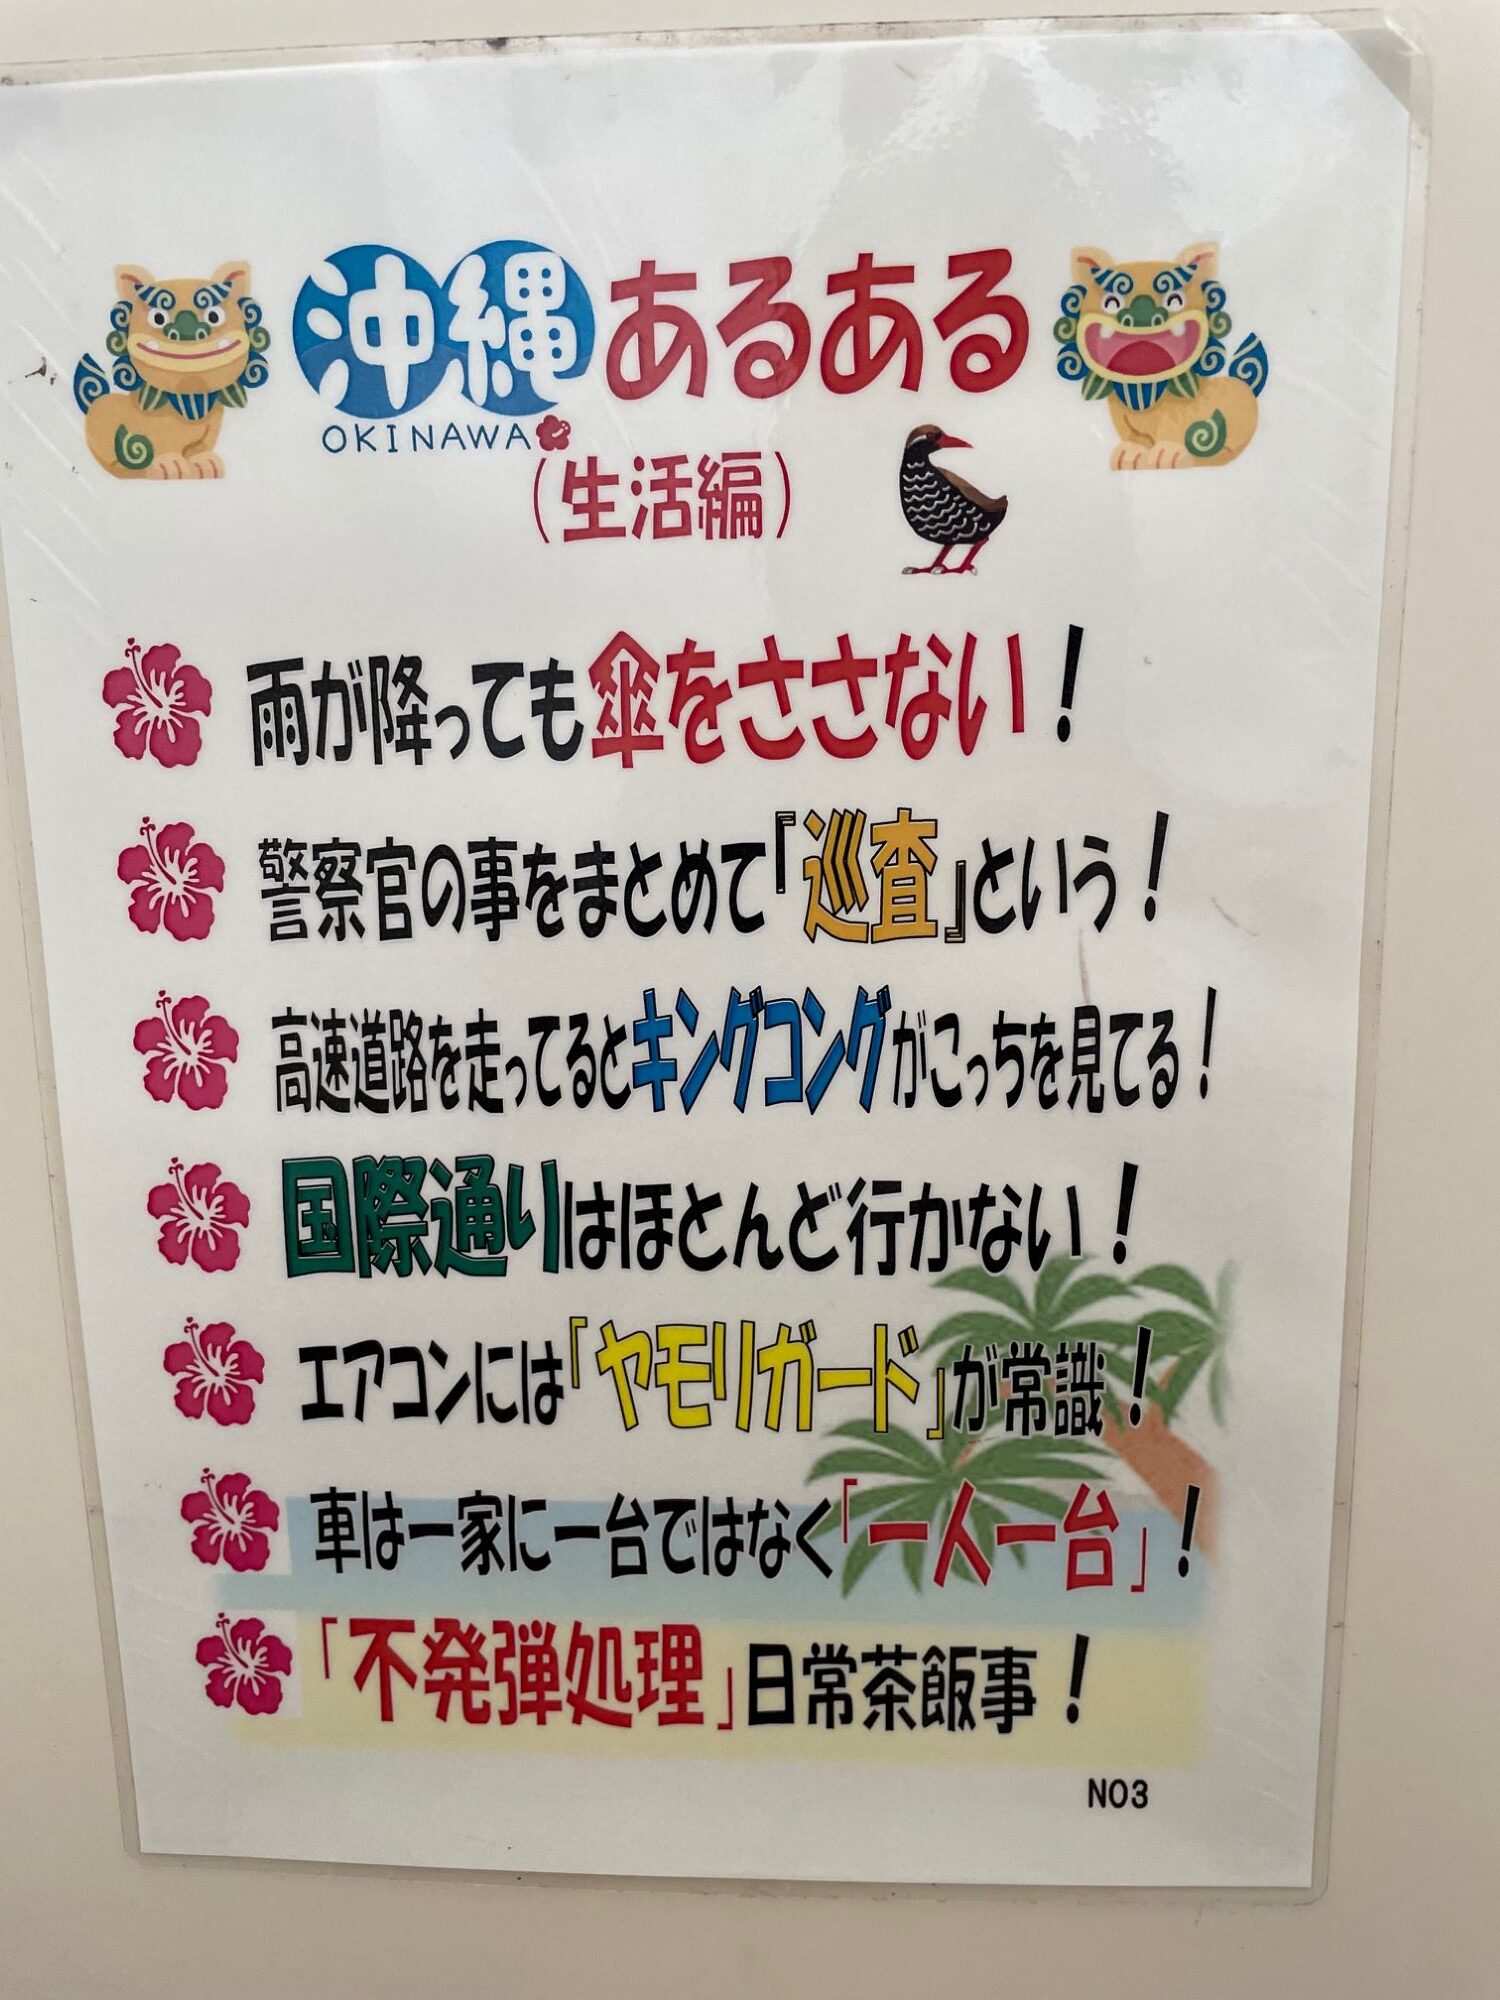 沖縄あるある
OKINAWA
(生活編)
雨が降っても傘をささない!
警察官の事をまとめて『巡査』という!
高速道路を走ってるとキングコングがこっちを見てる!
国際通りはほとんど行かない!
エアコンには「ヤモリガード」が常識!
車は一家に一台ではなく「一人一台」!
「不発弾処理」日常茶飯事!
NO3